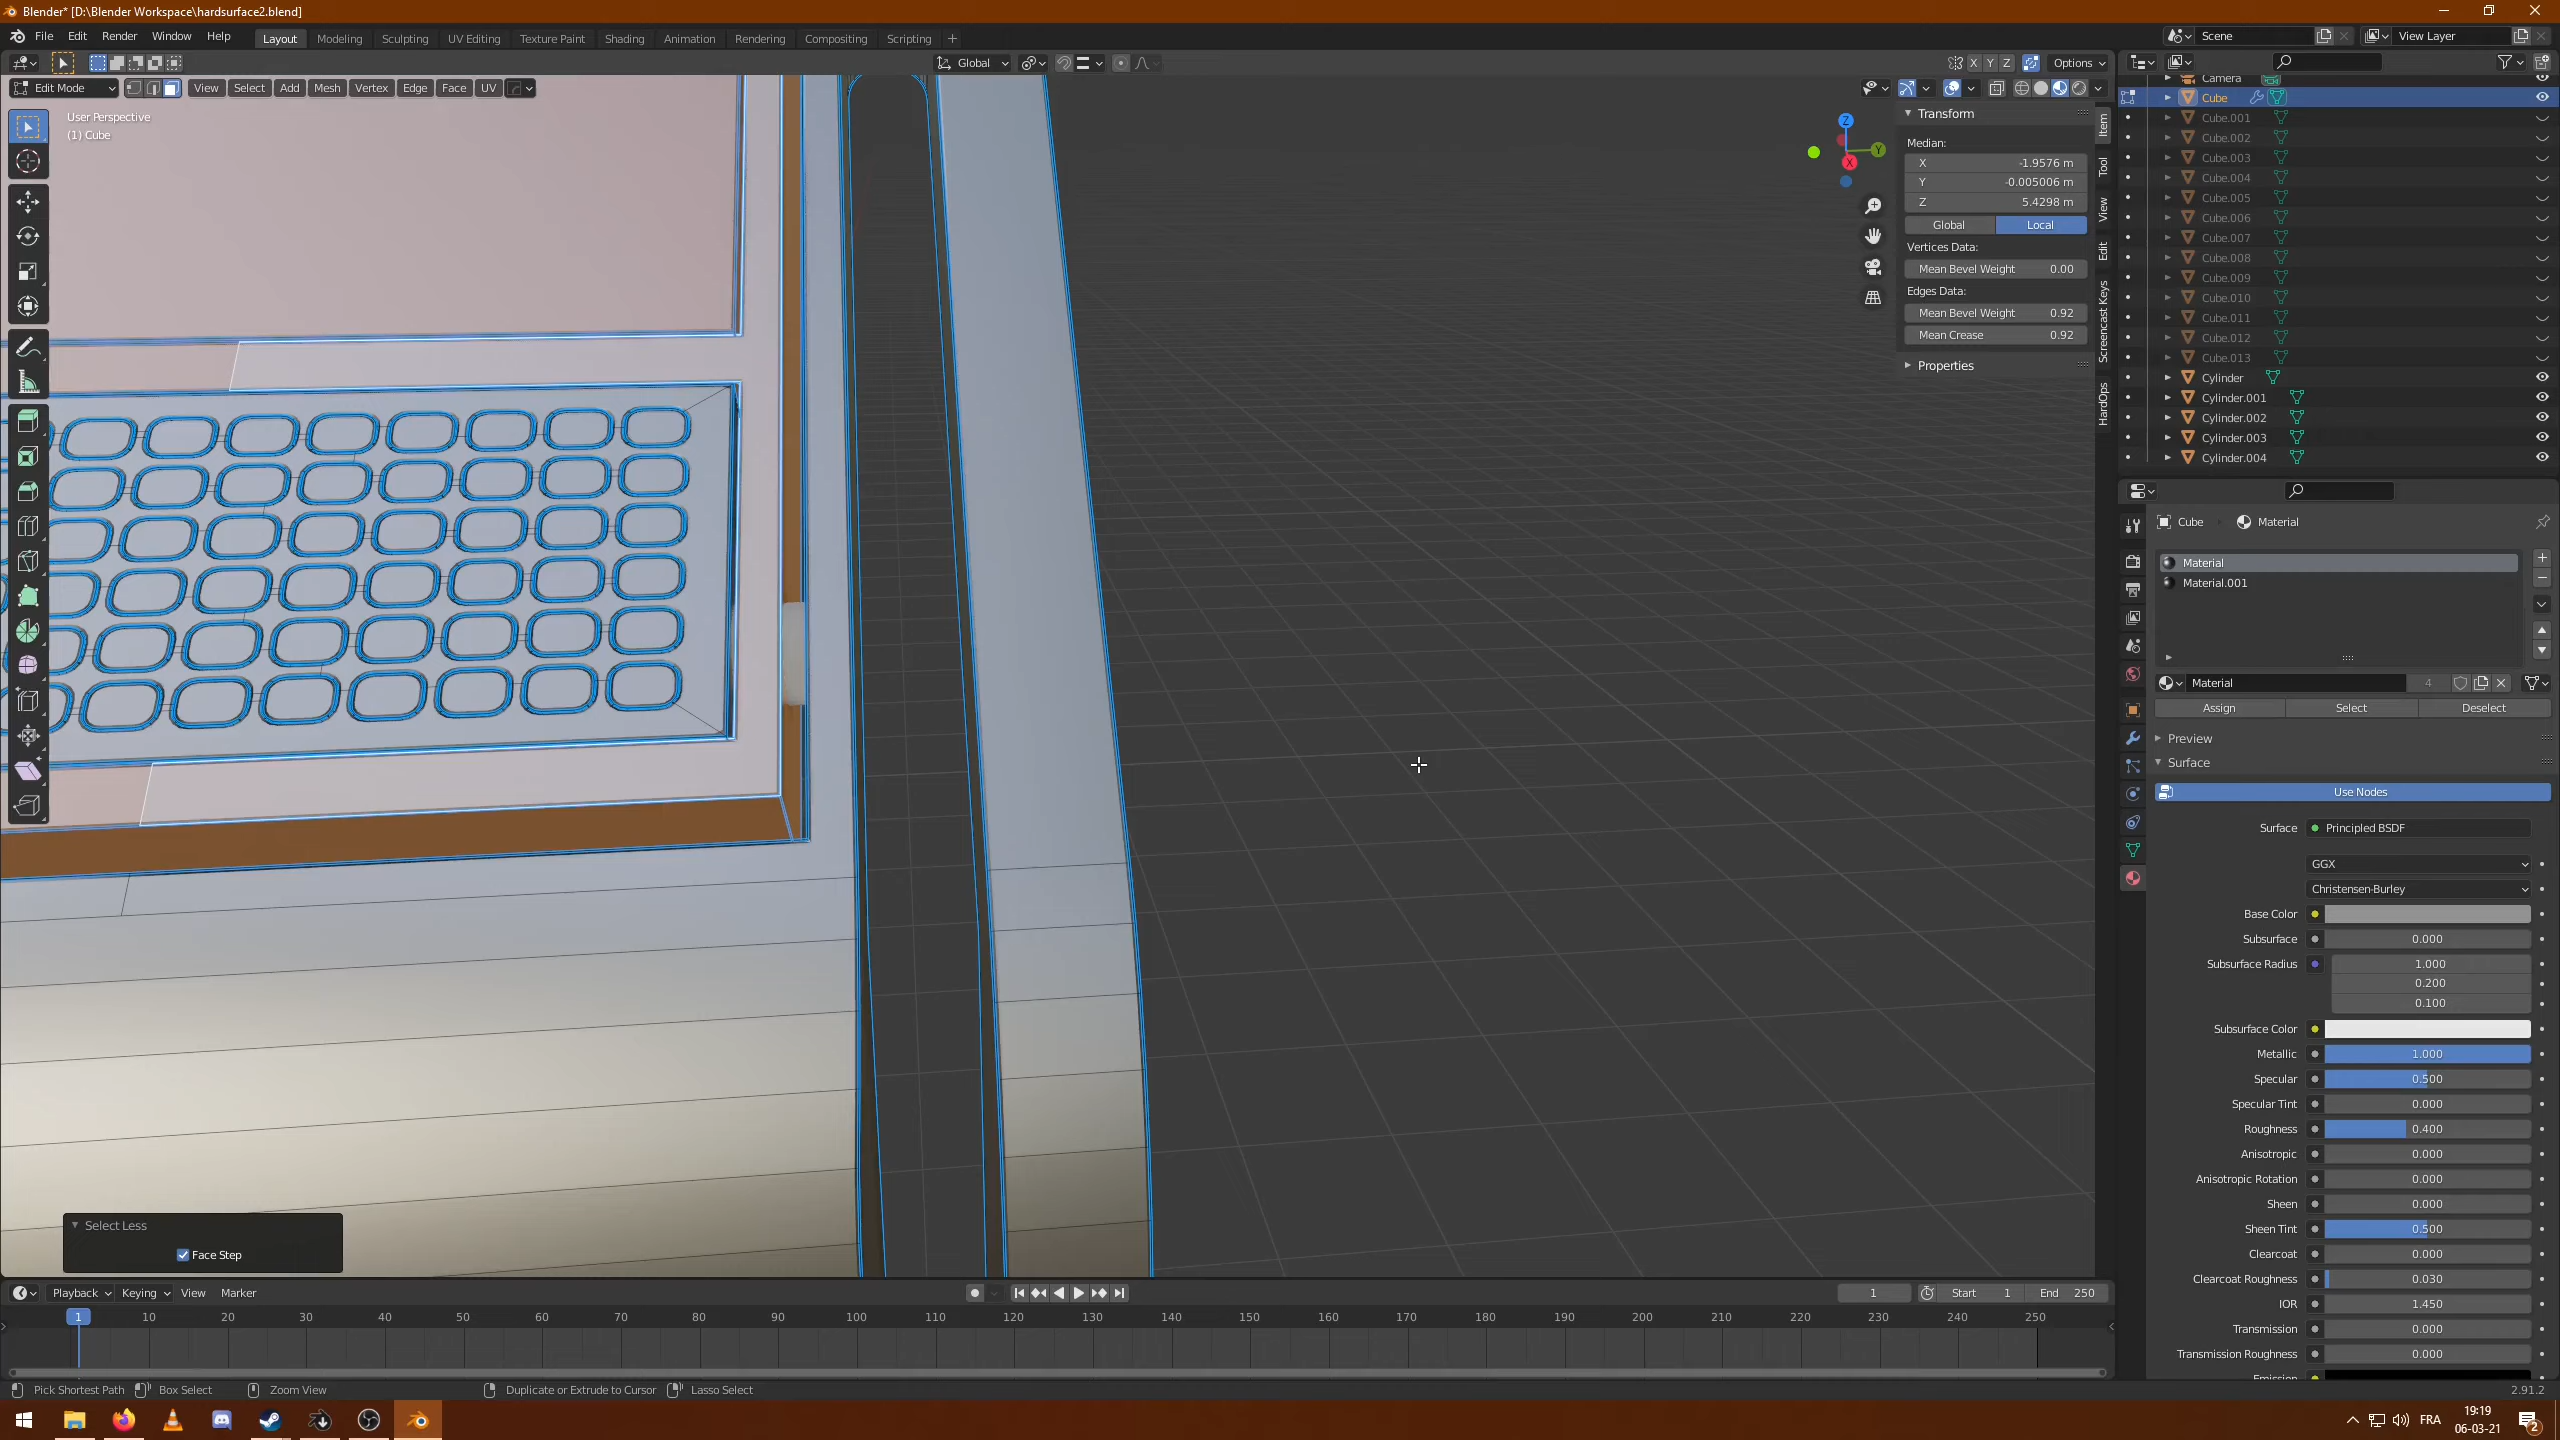 Blender* [D:\Blender Workspace\hardsurface2.blend]
File Edit Render Window Help Layout Modeling Sculpting UV Editing Texture Paint Shading Animation Rendering Compositing Scripting + Scene View Layer
Global X Y Z Options
Edit Mode View Select Add Mesh Vertex Edge Face UV
User Perspective
(1) Cube
Z
Y
X
Transform
Median:
X -1.9576 m
Y -0.005006 m
Z 5.4298 m
Global Local
Vertices Data:
Mean Bevel Weight 0.00
Edges Data:
Mean Bevel Weight 0.92
Mean Crease 0.92
Properties
Item
Tool
View
Edit
Screencast Keys
HardOps
Camera
Cube
Cube.001
Cube.002
Cube.003
Cube.004
Cube.005
Cube.006
Cube.007
Cube.008
Cube.009
Cube.010
Cube.011
Cube.012
Cube.013
Cylinder
Cylinder.001
Cylinder.002
Cylinder.003
Cylinder.004
Cube Material
Material
Material.001
Material 4
Assign Select Deselect
Preview
Surface
Use Nodes
Surface Principled BSDF
GGX
Christensen-Burley
Base Color
Subsurface 0.000
Subsurface Radius 1.000
0.200
0.100
Subsurface Color
Metallic 1.000
Specular 0.500
Specular Tint 0.000
Roughness 0.400
Anisotropic 0.000
Anisotropic Rotation 0.000
Sheen 0.000
Sheen Tint 0.500
Clearcoat 0.000
Clearcoat Roughness 0.030
IOR 1.450
Transmission 0.000
Transmission Roughness 0.000
Select Less
Face Step
Playback Keying View Marker 1 Start 1 End 250
1 10 20 30 40 50 60 70 80 90 100 110 120 130 140 150 160 170 180 190 200 210 220 230 240 250
Pick Shortest Path Box Select Zoom View Duplicate or Extrude to Cursor Lasso Select 2.91.2
FRA
19:19
06-03-21
2